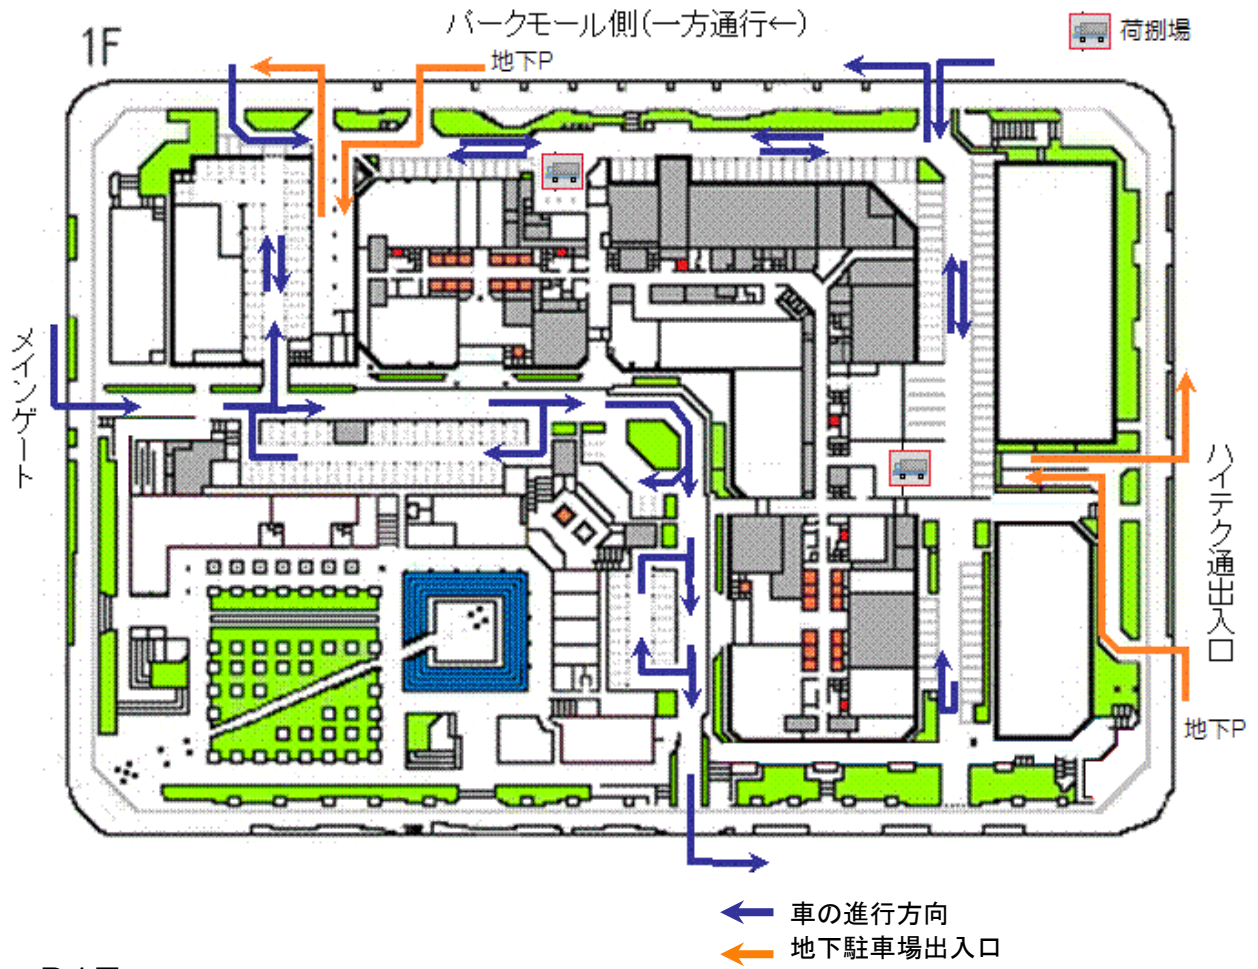 1F
パークモール側(一方通行←)
荷捌場
地下P
メインゲート
ハイテク通出入口
地下P
車の進行方向
地下駐車場出入口